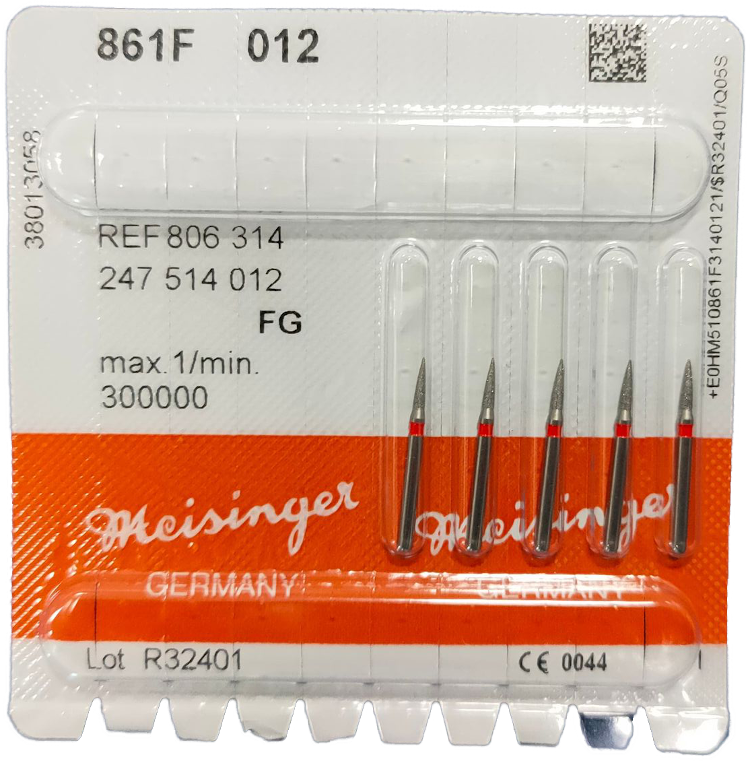 861F 012
38013058
+E0HM510861F3140121/$R32401/Q05S
REF 806 314
247 514 012
FG
max. 1/min.
300000
Meisinger Meisinger
GERMANY GERMANY
Lot R32401
CE 0044